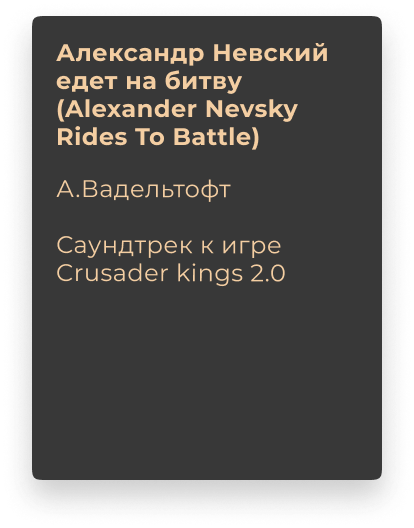 Александр Невский
едет на битву
(Alexander Nevsky
Rides To Battle)
А.Вадельтофт
Саундтрек к игре
Crusader kings 2.0